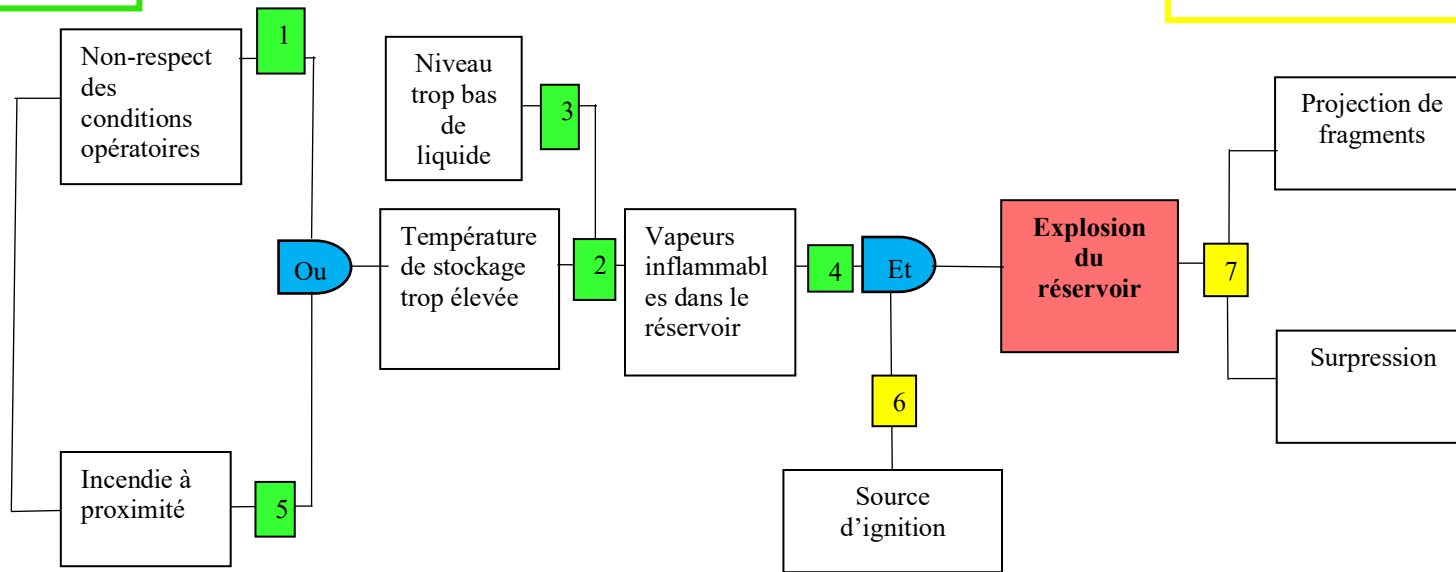 1
Non-respect
des
conditions
opératoires
Niveau
trop bas
de
liquide
3
Projection de
fragments
Ou
Température
de stockage
trop élevée
2
Vapeurs
inflammabl
es dans le
réservoir
4
Et
Explosion
du
réservoir
7
Surpression
6
Incendie à
proximité
5
Source
d’ignition